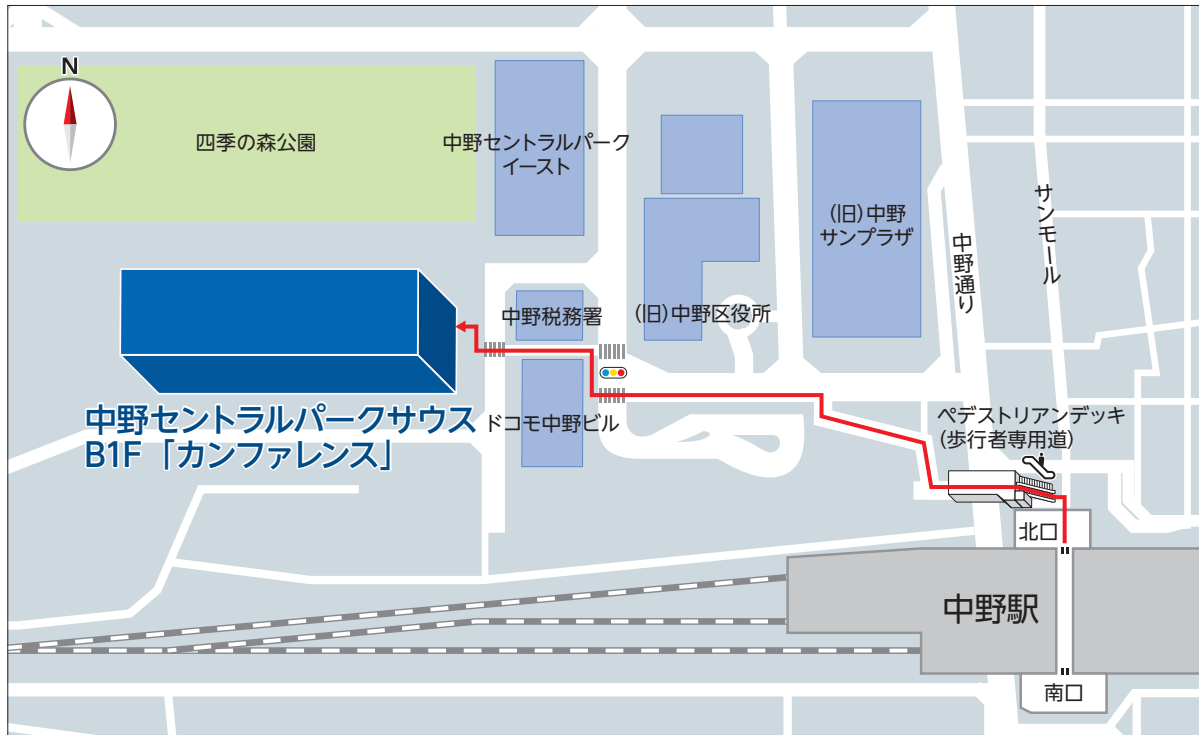 N
四季の森公園
中野セントラルパーク
イースト
(旧)中野
サンプラザ
中野通り
サンモール
中野税務署
(旧)中野区役所
中野セントラルパークサウス
B1F「カンファレンス」
ドコモ中野ビル
ペデストリアンデッキ
(歩行者専用道)
北口
中野駅
南口